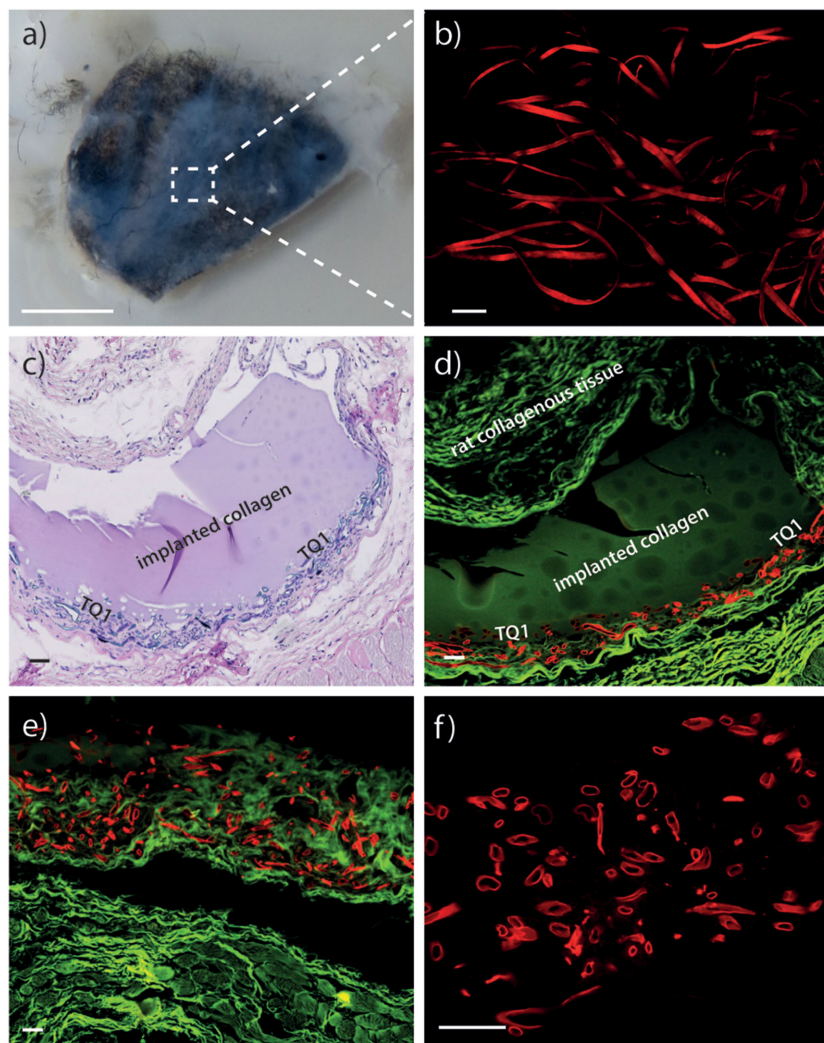 a)
b)
c)
implanted collagen
TQ1
TQ1
d)
rat collagenous tissue
implanted collagen
TQ1
TQ1
e)
f)